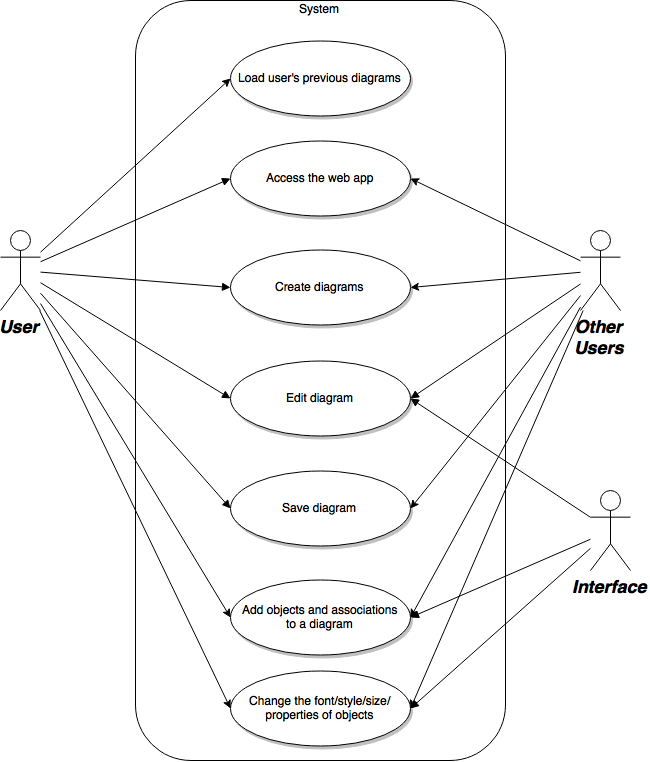 System
Load user's previous diagrams
Access the web app
Create diagrams
User
Other
Users
Edit diagram
Save diagram
Interface
Add objects and associations
to a diagram
Change the font/style/size/
properties of objects